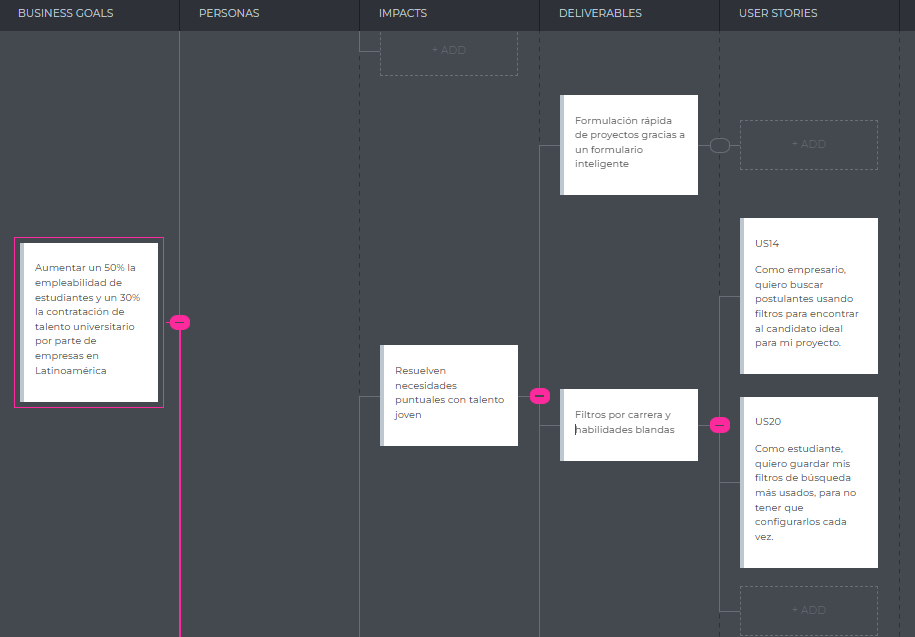 BUSINESS GOALS
PERSONAS
IMPACTS
DELIVERABLES
USER STORIES
+ ADD
Formulación rápida
de proyectos gracias a
un formulario
inteligente
+ ADD
US14
Como empresario,
quiero buscar
postulantes usando
filtros para encontrar
al candidato ideal
para mi proyecto.
Aumentar un 50% la
empleabilidad de
estudiantes y un 30%
la contratación de
talento universitario
por parte de
empresas en
Latinoamérica
Resuelven
necesidades
puntuales con talento
joven
Filtros por carrera y
habilidades blandas
US20
Como estudiante,
quiero guardar mis
filtros de búsqueda
más usados, para no
tener que
configurarlos cada
vez.
+ ADD